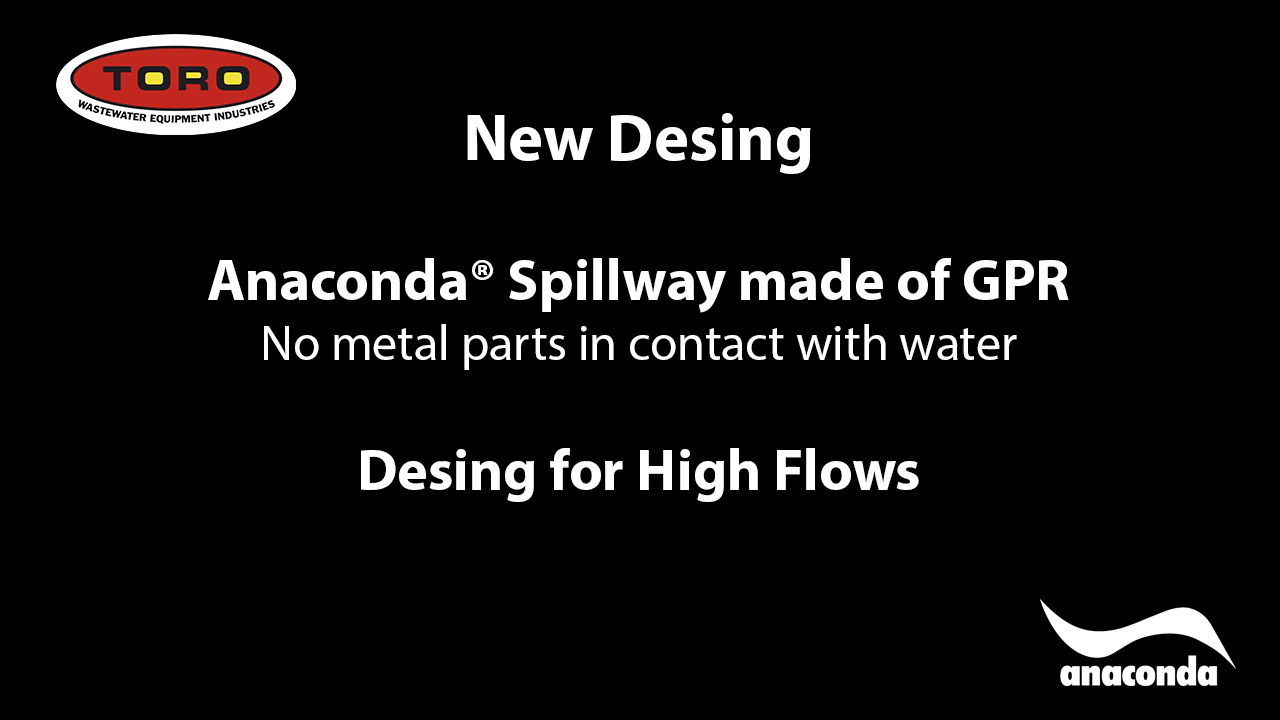 TORO
WASTEWATER EQUIPMENT INDUSTRIES
New Desing
Anaconda® Spillway made of GPR
No metal parts in contact with water
Desing for High Flows
anaconda